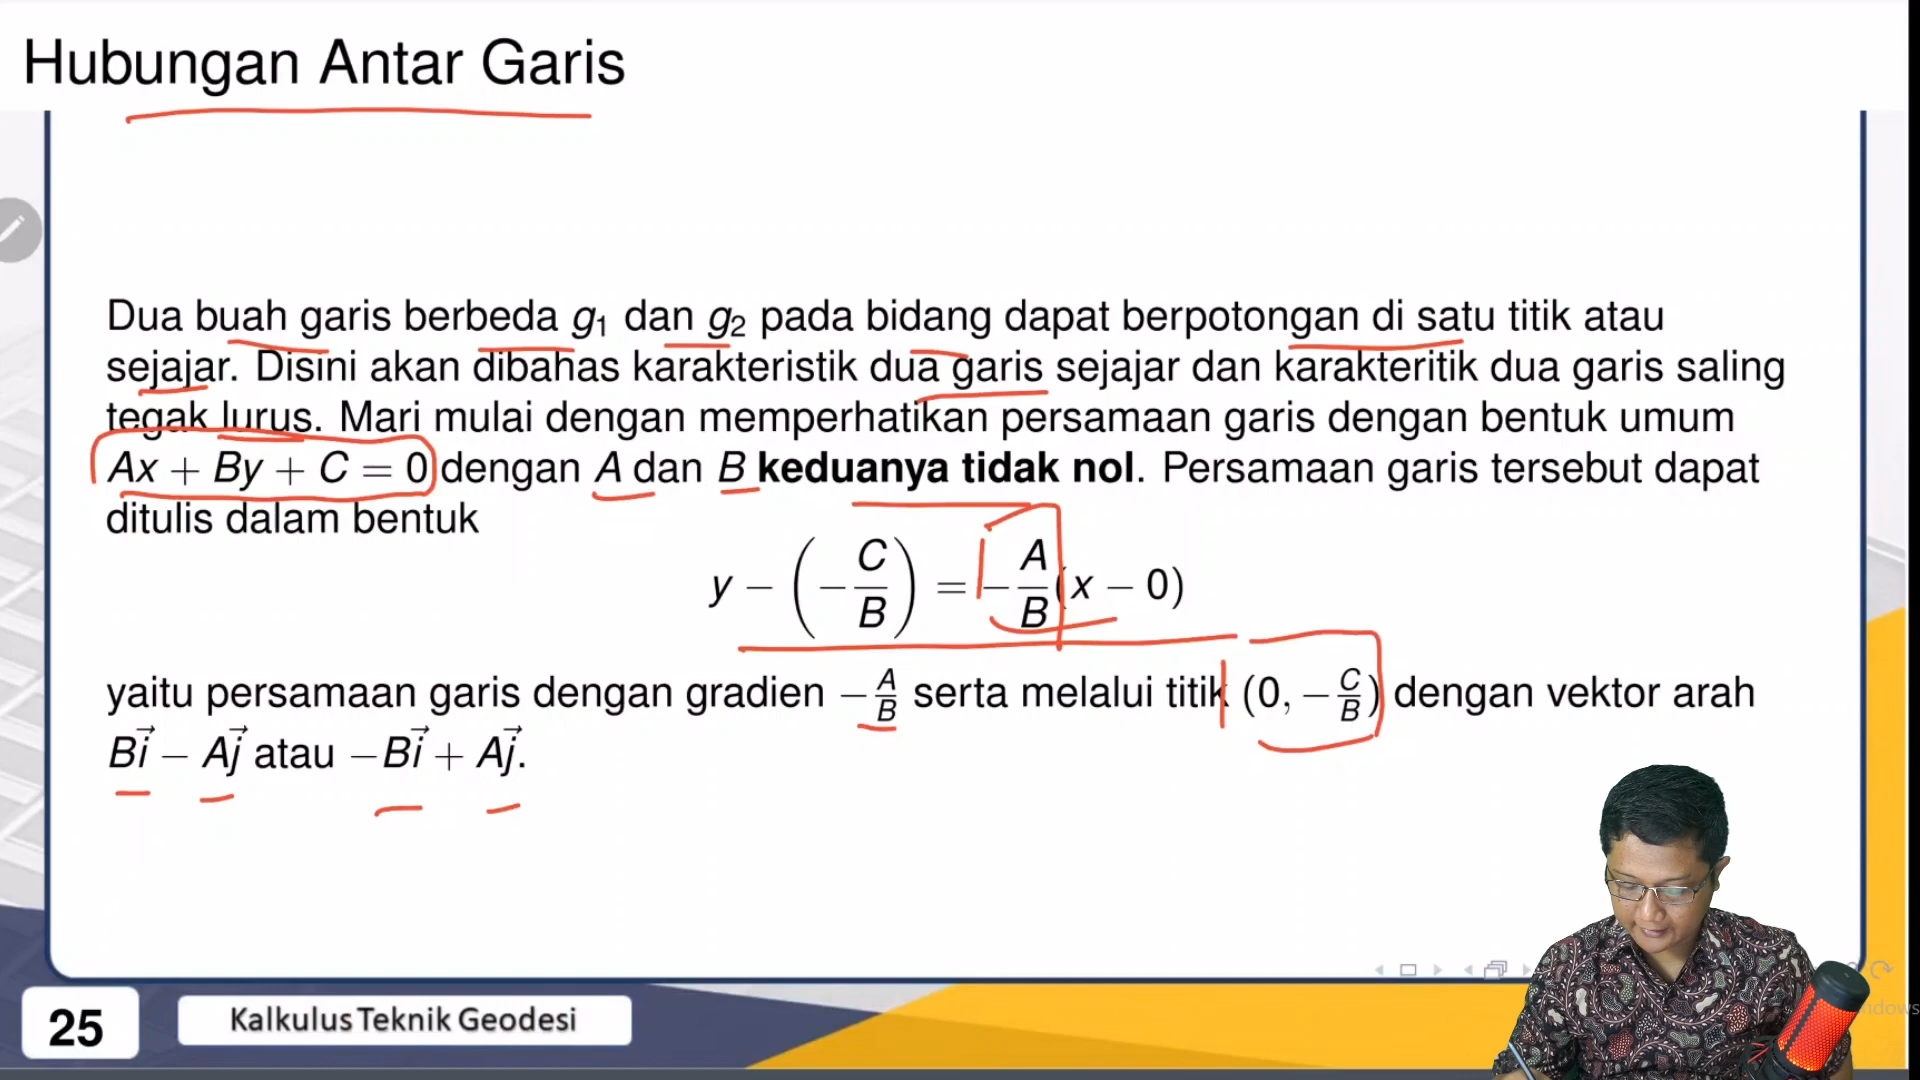 Hubungan Antar Garis
Dua buah garis berbeda g₁ dan g₂ pada bidang dapat berpotongan di satu titik atau
sejajar. Disini akan dibahas karakteristik dua garis sejajar dan karakteritik dua garis saling
tegak lurus. Mari mulai dengan memperhatikan persamaan garis dengan bentuk umum
Ax + By + C = 0 dengan A dan B keduanya tidak nol. Persamaan garis tersebut dapat
ditulis dalam bentuk
y − (−C/B) = −A/B(x − 0)
yaitu persamaan garis dengan gradien −A/B serta melalui titik (0, −C/B) dengan vektor arah
Bi⃗ − Aj⃗ atau −Bi⃗ + Aj⃗.
25
Kalkulus Teknik Geodesi